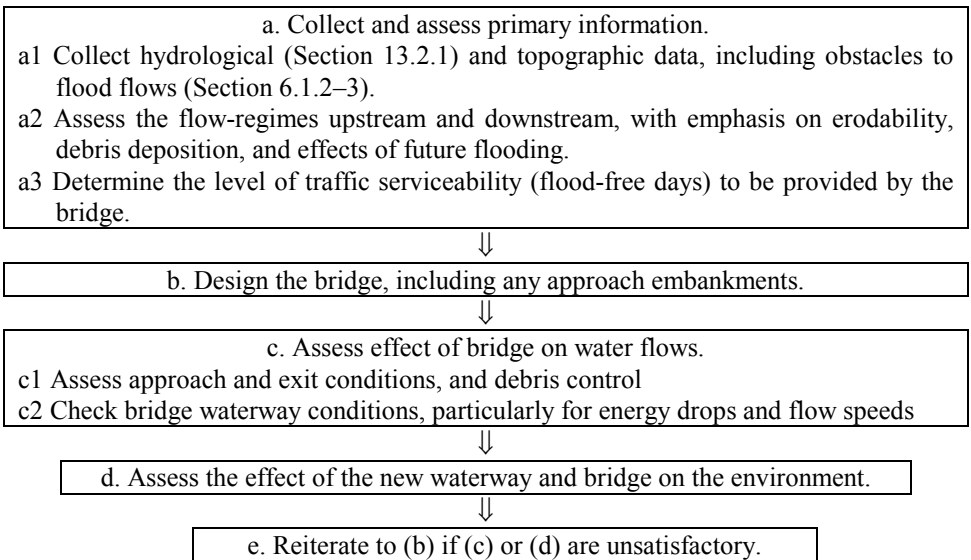 a. Collect and assess primary information.
a1 Collect hydrological (Section 13.2.1) and topographic data, including obstacles to
flood flows (Section 6.1.2–3).
a2 Assess the flow-regimes upstream and downstream, with emphasis on erodability,
debris deposition, and effects of future flooding.
a3 Determine the level of traffic serviceability (flood-free days) to be provided by the
bridge.
⇓
b. Design the bridge, including any approach embankments.
⇓
c. Assess effect of bridge on water flows.
c1 Assess approach and exit conditions, and debris control
c2 Check bridge waterway conditions, particularly for energy drops and flow speeds
⇓
d. Assess the effect of the new waterway and bridge on the environment.
⇓
e. Reiterate to (b) if (c) or (d) are unsatisfactory.